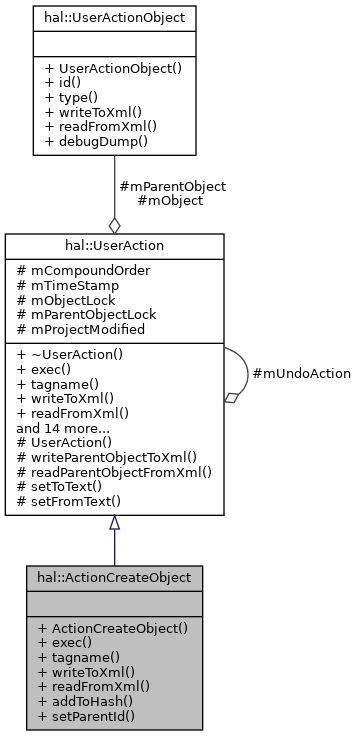 hal::UserActionObject
+ UserActionObject()
+ id()
+ type()
+ writeToXml()
+ readFromXml()
+ debugDump()
#mParentObject
#mObject
hal::UserAction
# mCompoundOrder
# mTimeStamp
# mObjectLock
# mParentObjectLock
# mProjectModified
+ ~UserAction()
+ exec()
+ tagname()
+ writeToXml()
+ readFromXml()
and 14 more...
# UserAction()
# writeParentObjectToXml()
# readParentObjectFromXml()
# setToText()
# setFromText()
#mUndoAction
hal::ActionCreateObject
+ ActionCreateObject()
+ exec()
+ tagname()
+ writeToXml()
+ readFromXml()
+ addToHash()
+ setParentId()